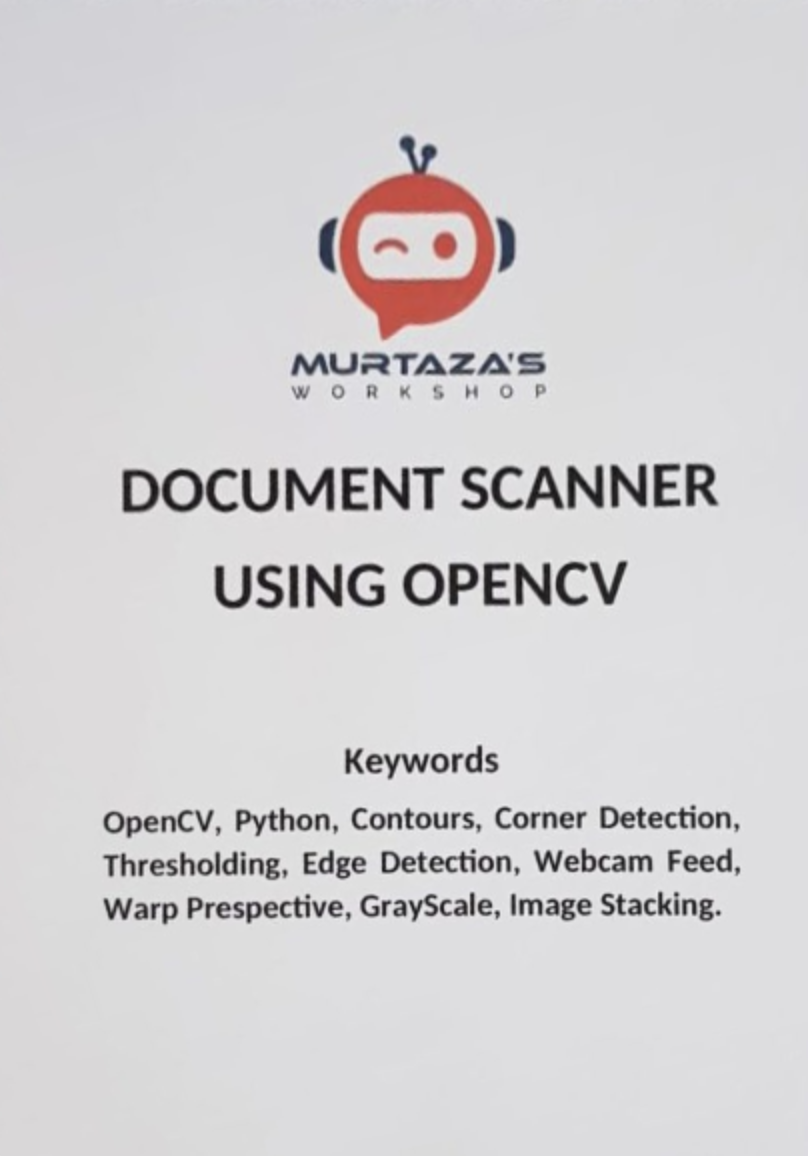 MURTAZA'S
WORKSHOP
DOCUMENT SCANNER
USING OPENCV
Keywords
OpenCV, Python, Contours, Corner Detection,
Thresholding, Edge Detection, Webcam Feed,
Warp Prespective, GrayScale, Image Stacking.